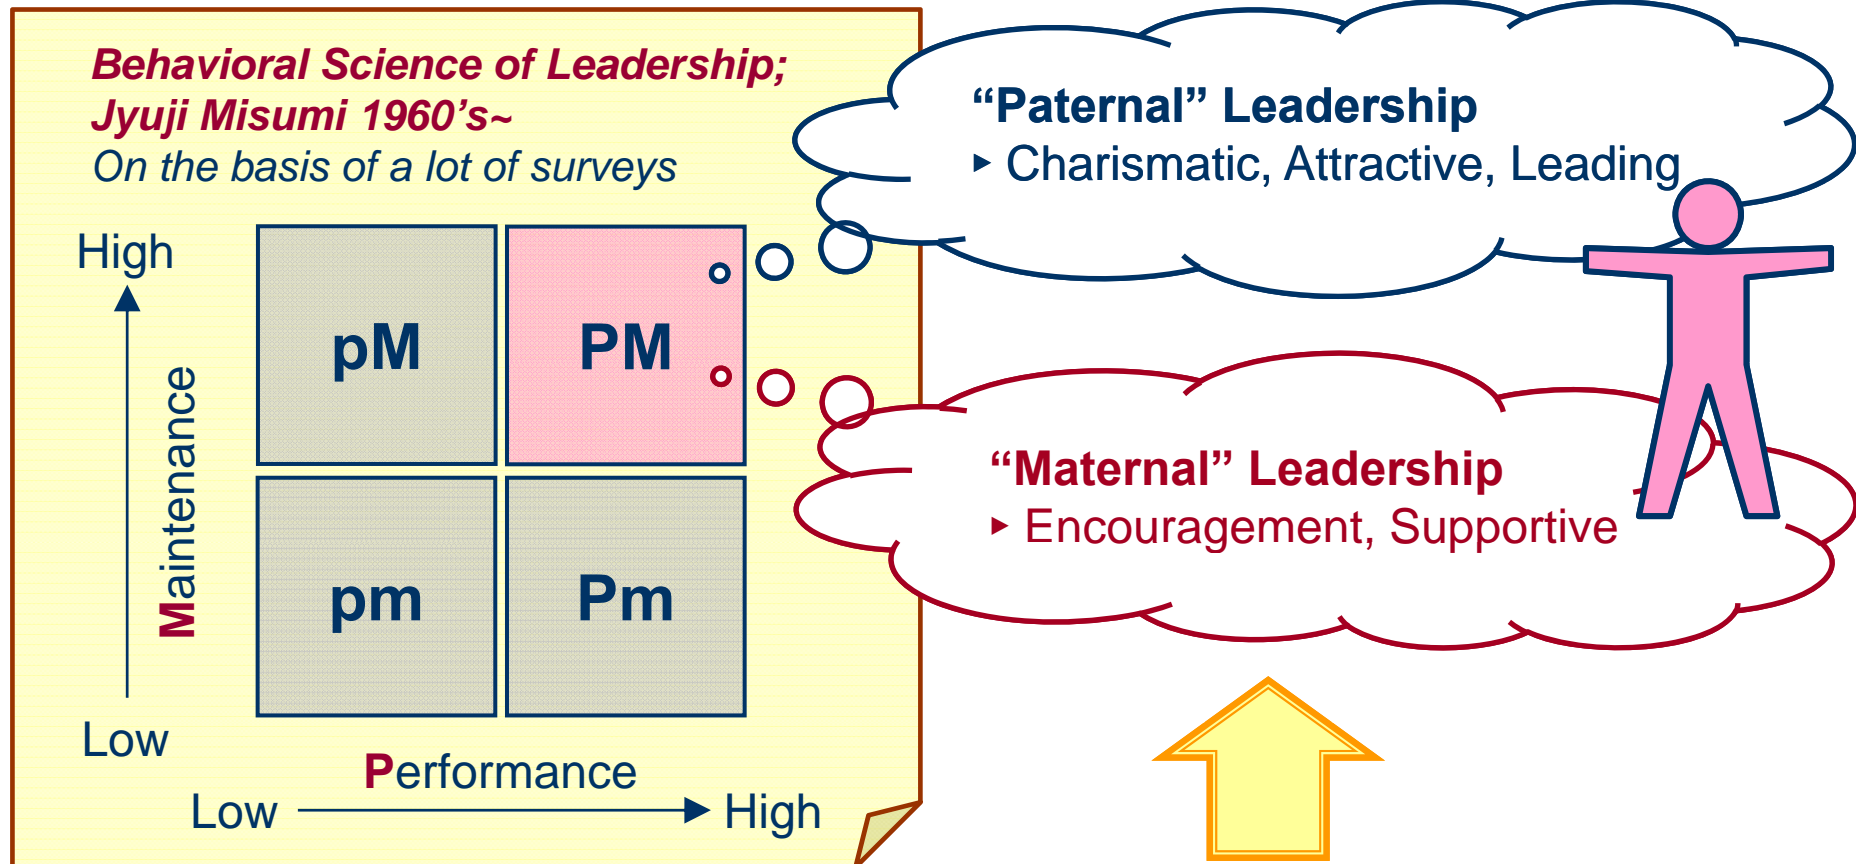 Behavioral Science of Leadership;
Jyuji Misumi 1960's~
On the basis of a lot of surveys
High
Maintenance
Low
pM
PM
pm
Pm
Performance
Low
High
“Paternal” Leadership
▸ Charismatic, Attractive, Leading
“Maternal” Leadership
▸ Encouragement, Supportive